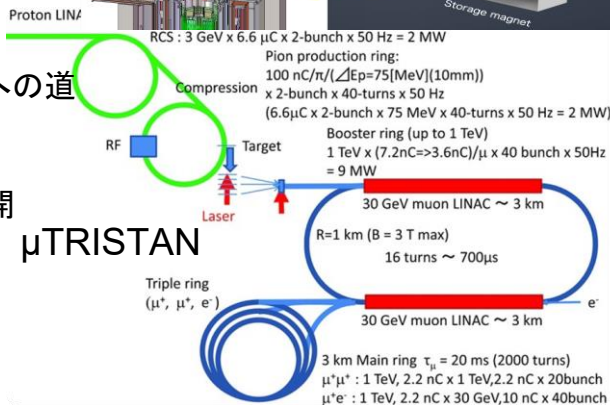 Proton LINA
Storage magnet
RCS : 3 GeV x 6.6 μC x 2-bunch x 50 Hz = 2 MW
Pion production ring:
100 nC/π/(⊿Ep=75[MeV](10mm))
x 2-bunch x 40-turns x 50 Hz
(6.6μC x 2-bunch x 75 MeV x 40-turns x 50 Hz = 2 MW)
への道
Compression
RF
Target
Laser
Booster ring (up to 1 TeV)
1 TeV x (7.2nC=>3.6nC)/μ x 40 bunch x 50Hz
= 9 MW
開
μTRISTAN
30 GeV muon LINAC ~ 3 km
R=1 km (B = 3 T max)
16 turns ~ 700μs
Triple ring
(μ⁺, μ⁺, e⁻)
30 GeV muon LINAC ~ 3 km
e⁻
3 km Main ring τμ = 20 ms (2000 turns)
μ⁺μ⁺ : 1 TeV, 2.2 nC x 1 TeV,2.2 nC x 20bunch
μ⁺e⁻ : 1 TeV, 2.2 nC x 30 GeV,10 nC x 40bunch